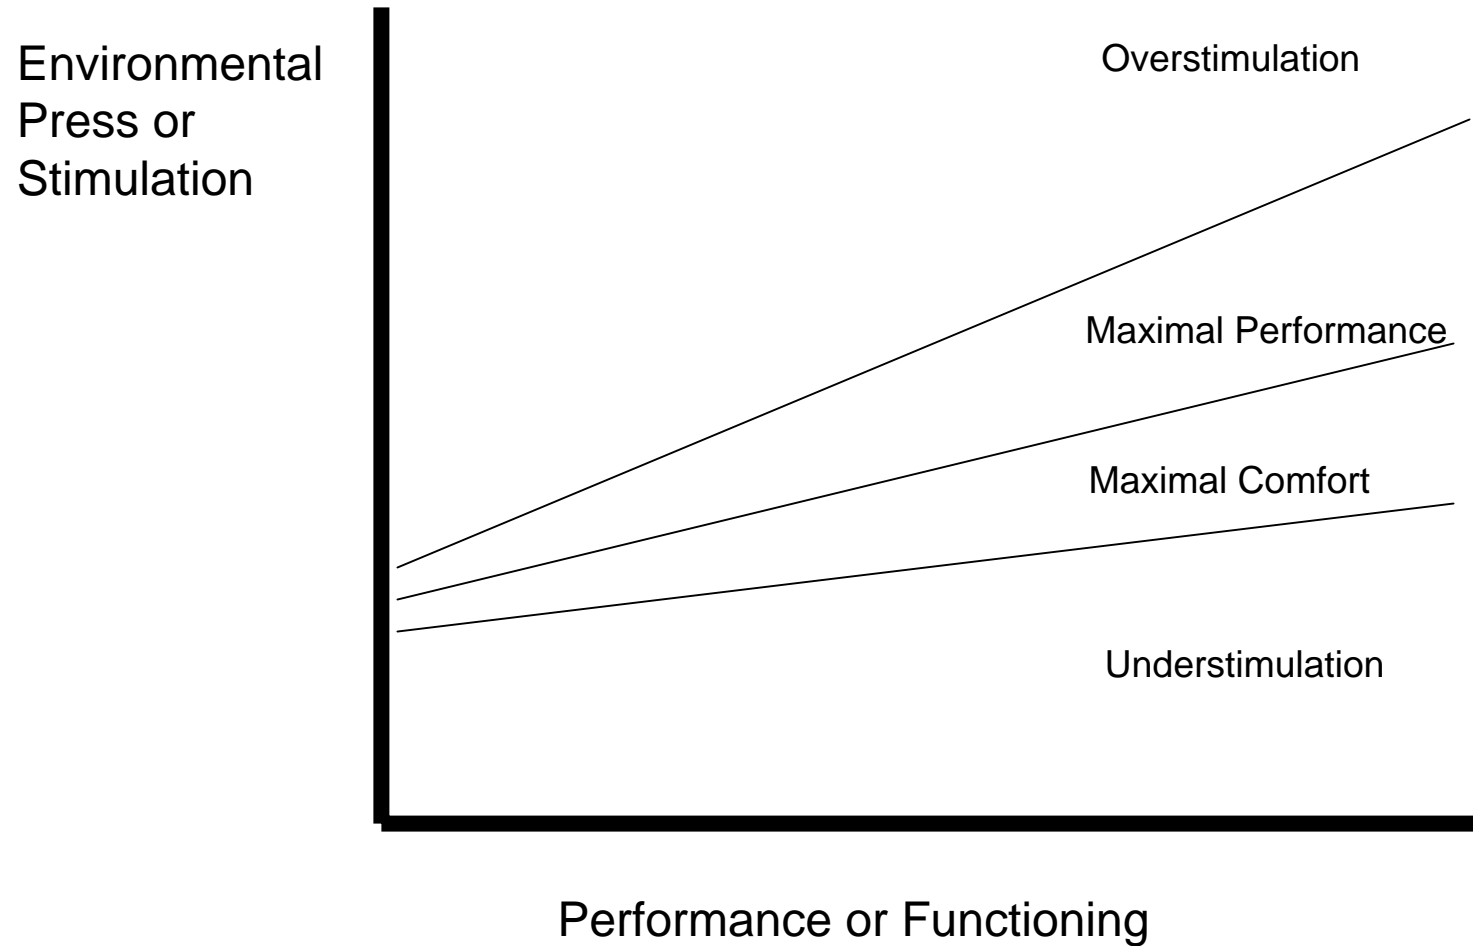 Environmental
Press or
Stimulation
Overstimulation
Maximal Performance
Maximal Comfort
Understimulation
Performance or Functioning